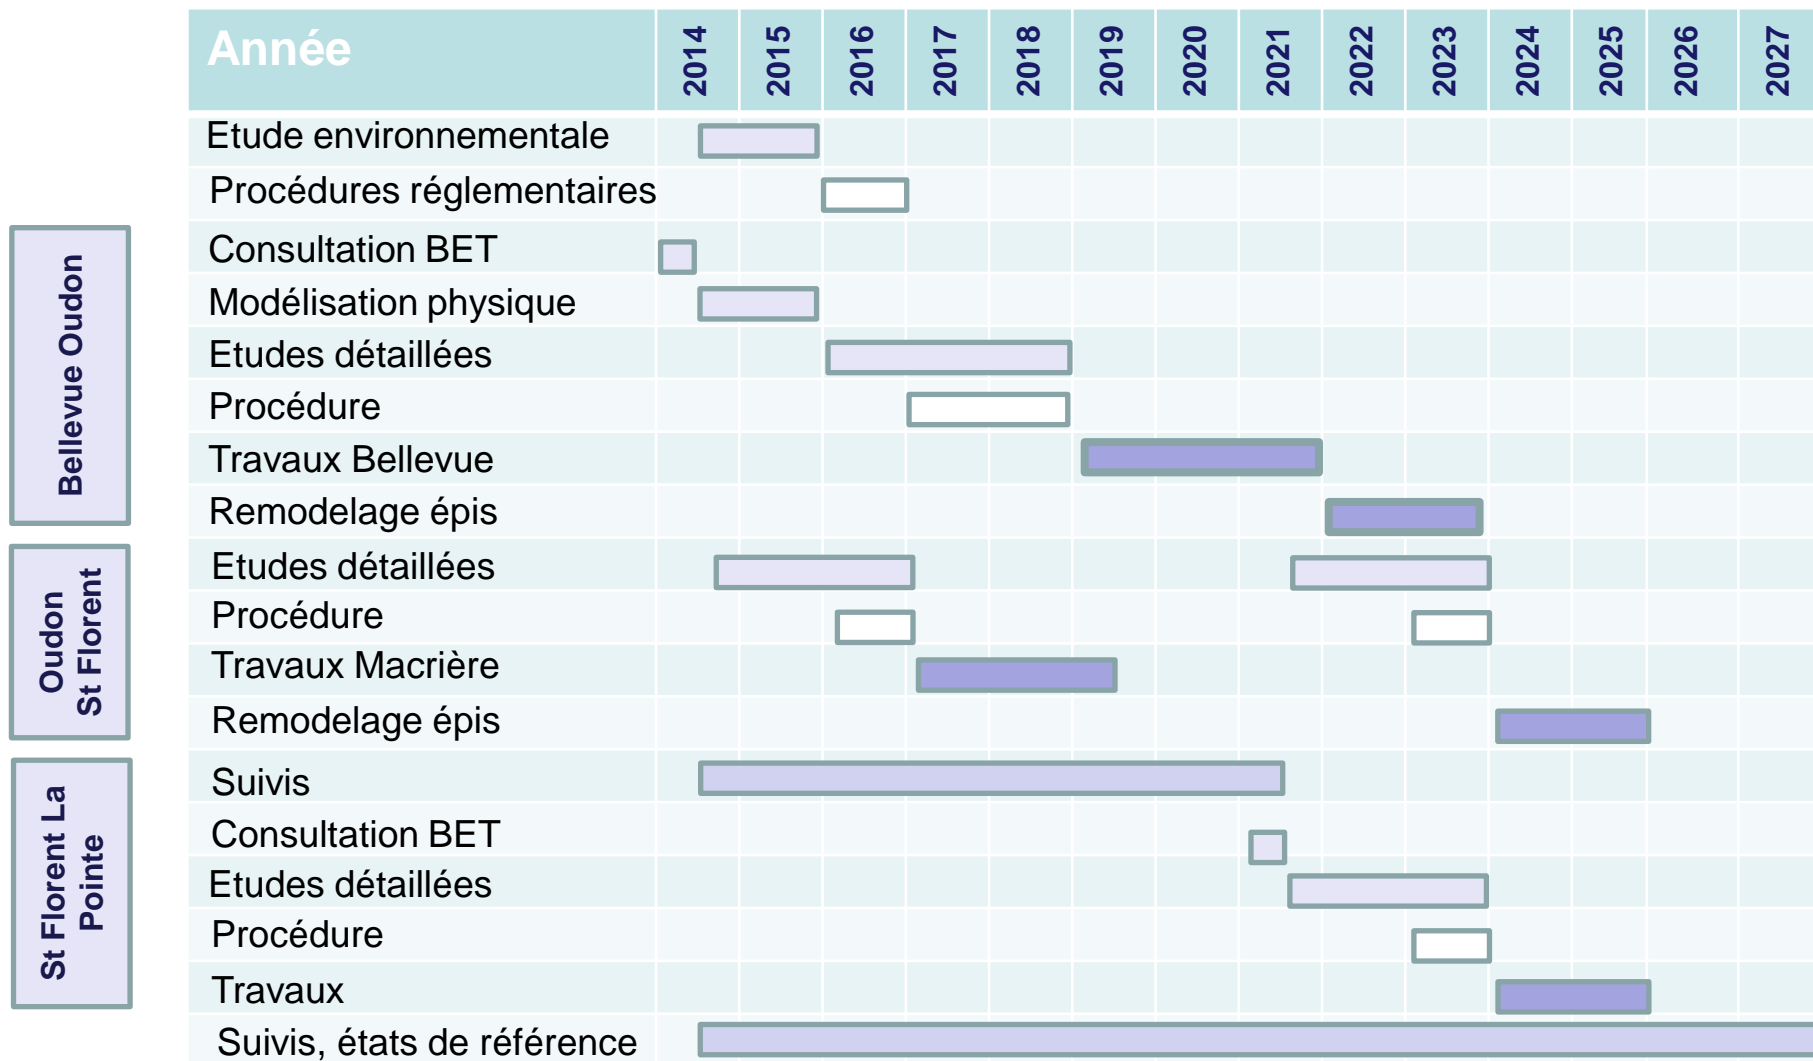 Année 2014 2015 2016 2017 2018 2019 2020 2021 2022 2023 2024 2025 2026 2027
Etude environnementale
Procédures réglementaires
Bellevue Oudon
Consultation BET
Modélisation physique
Etudes détaillées
Procédure
Travaux Bellevue
Remodelage épis
Oudon
St Florent
Etudes détaillées
Procédure
Travaux Macrière
Remodelage épis
St Florent La
Pointe
Suivis
Consultation BET
Etudes détaillées
Procédure
Travaux
Suivis, états de référence